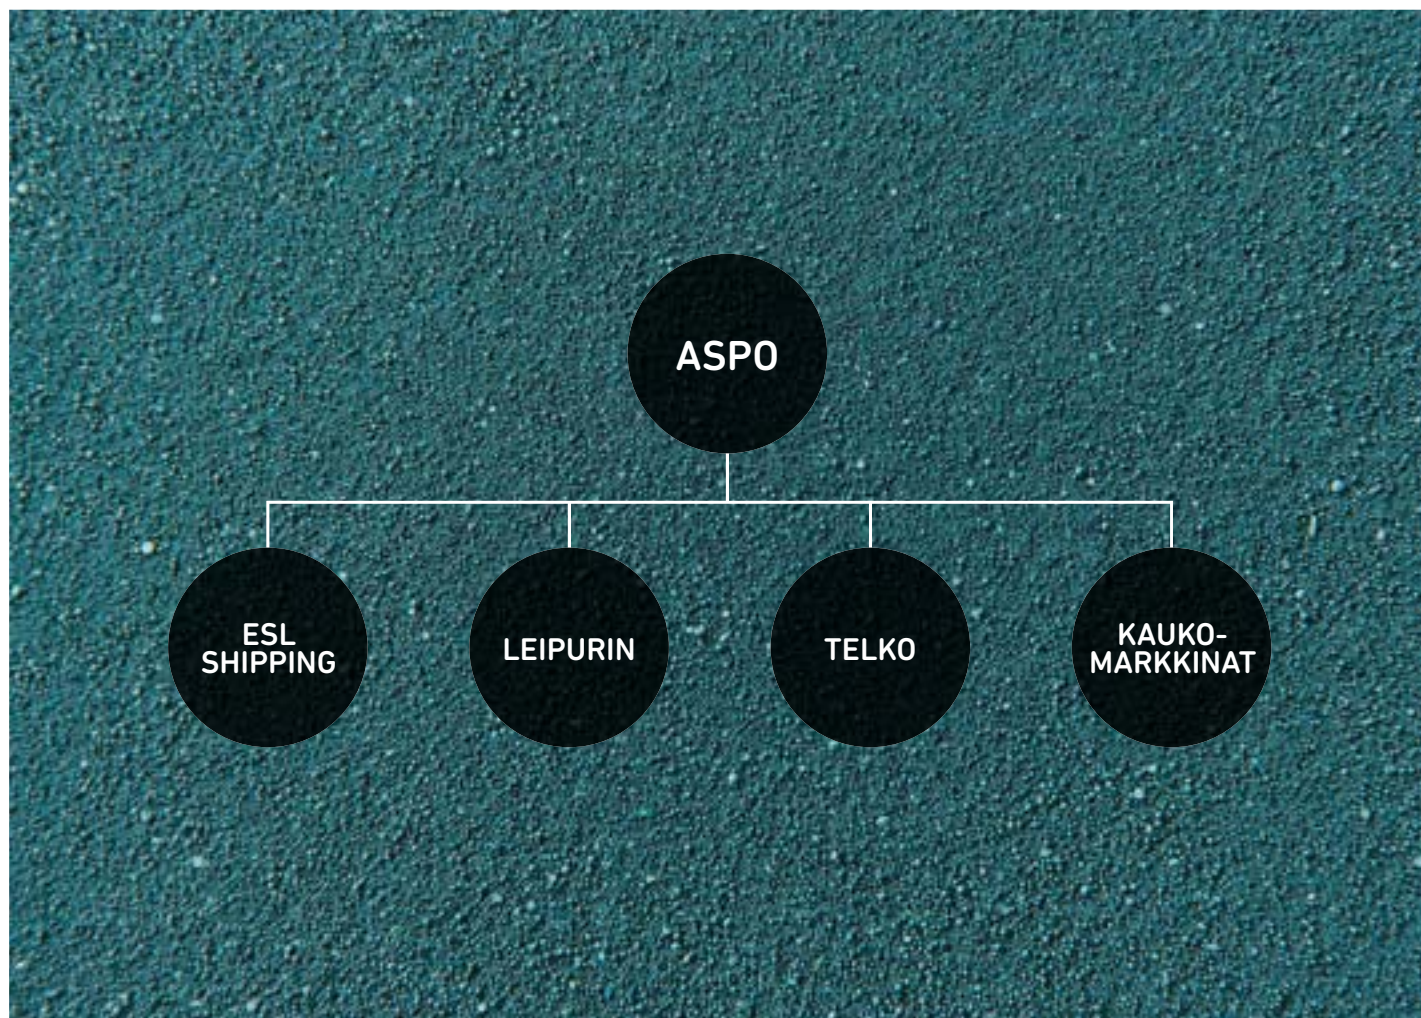 ASPO
ESL
SHIPPING
LEIPURIN
TELKO
KAUKO-
MARKKINAT